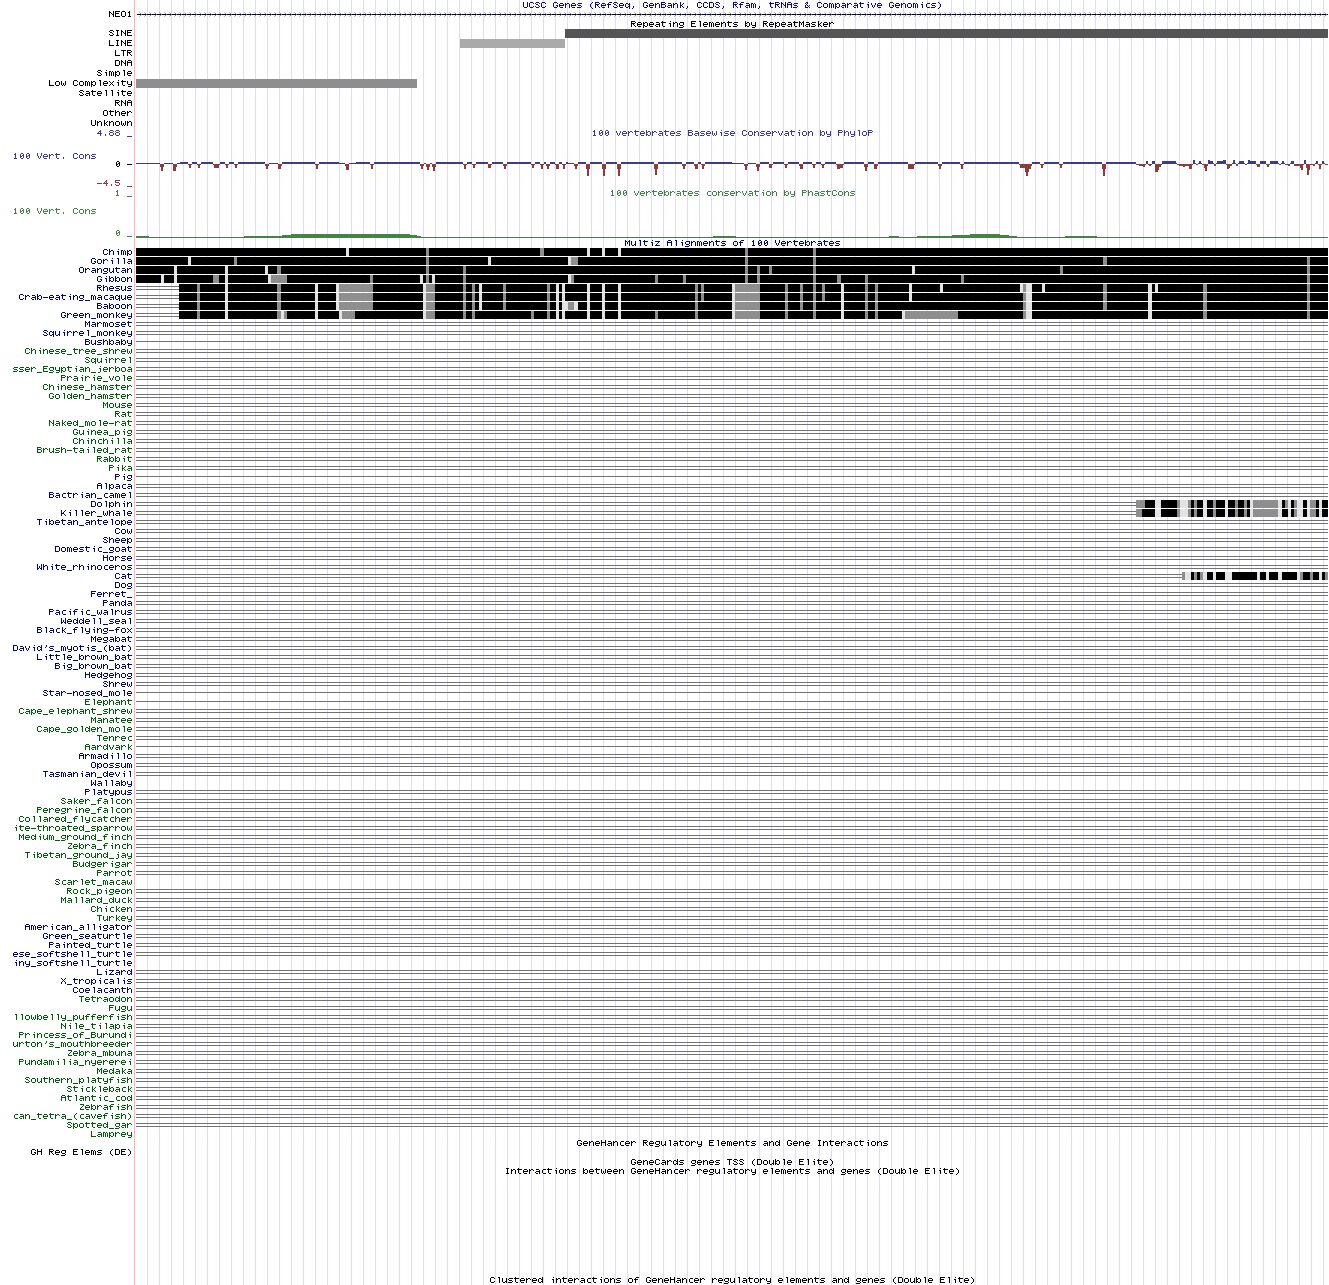 UCSC Genes (RefSeq, GenBank, CCDS, Rfam, tRNAs & Comparative Genomics)
NEO1
Repeating Elements by RepeatMasker
SINE
LINE
LTR
DNA
Simple
Low Complexity
Satellite
RNA
Other
Unknown
4.88 _
100 vertebrates Basewise Conservation by PhyloP
100 Vert. Cons
0 _
-4.5 _
1 _
100 vertebrates conservation by PhastCons
100 Vert. Cons
0 _
Multiz Alignments of 100 Vertebrates
Chimp
Gorilla
Orangutan
Gibbon
Rhesus
Crab-eating_macaque
Baboon
Green_monkey
Marmoset
Squirrel_monkey
Bushbaby
Chinese_tree_shrew
Squirrel
sser_Egyptian_jerboa
Prairie_vole
Chinese_hamster
Golden_hamster
Mouse
Rat
Naked_mole-rat
Guinea_pig
Chinchilla
Brush-tailed_rat
Rabbit
Pika
Pig
Alpaca
Bactrian_camel
Dolphin
Killer_whale
Tibetan_antelope
Cow
Sheep
Domestic_goat
Horse
White_rhinoceros
Cat
Dog
Ferret_
Panda
Pacific_walrus
Weddell_seal
Black_flying-fox
Megabat
David's_myotis_(bat)
Little_brown_bat
Big_brown_bat
Hedgehog
Shrew
Star-nosed_mole
Elephant
Cape_elephant_shrew
Manatee
Cape_golden_mole
Tenrec
Aardvark
Armadillo
Opossum
Tasmanian_devil
Wallaby
Platypus
Saker_falcon
Peregrine_falcon
Collared_flycatcher
ite-throated_sparrow
Medium_ground_finch
Zebra_finch
Tibetan_ground_jay
Budgerigar
Parrot
Scarlet_macaw
Rock_pigeon
Mallard_duck
Chicken
Turkey
American_alligator
Green_seaturtle
Painted_turtle
ese_softshell_turtle
iny_softshell_turtle
Lizard
X_tropicalis
Coelacanth
Tetraodon
Fugu
llowbelly_pufferfish
Nile_tilapia
Princess_of_Burundi
urton's_mouthbreeder
Zebra_mbuna
Pundamilia_nyererei
Medaka
Southern_platyfish
Stickleback
Atlantic_cod
Zebrafish
can_tetra_(cavefish)
Spotted_gar
Lamprey
GeneHancer Regulatory Elements and Gene Interactions
GH Reg Elems (DE)
GeneCards genes TSS (Double Elite)
Interactions between GeneHancer regulatory elements and genes (Double Elite)
Clustered interactions of GeneHancer regulatory elements and genes (Double Elite)